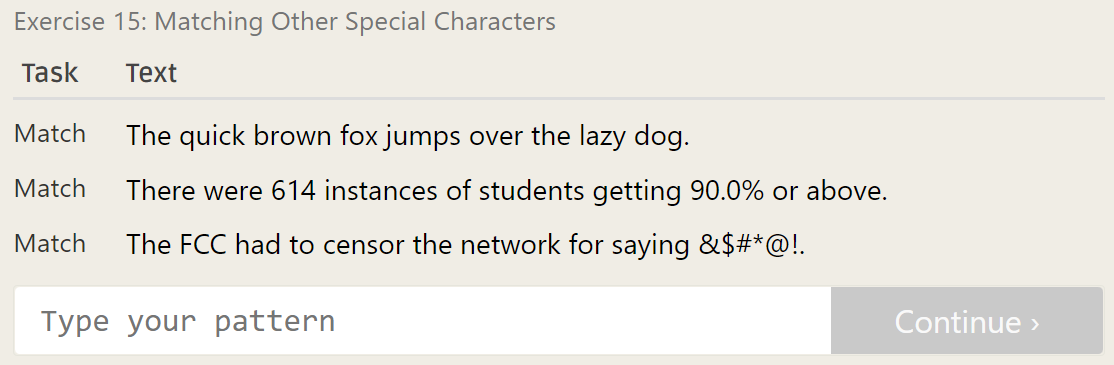 Exercise 15: Matching Other Special Characters
Task Text
Match The quick brown fox jumps over the lazy dog.
Match There were 614 instances of students getting 90.0% or above.
Match The FCC had to censor the network for saying &$#*@!.
Type your pattern Continue ›